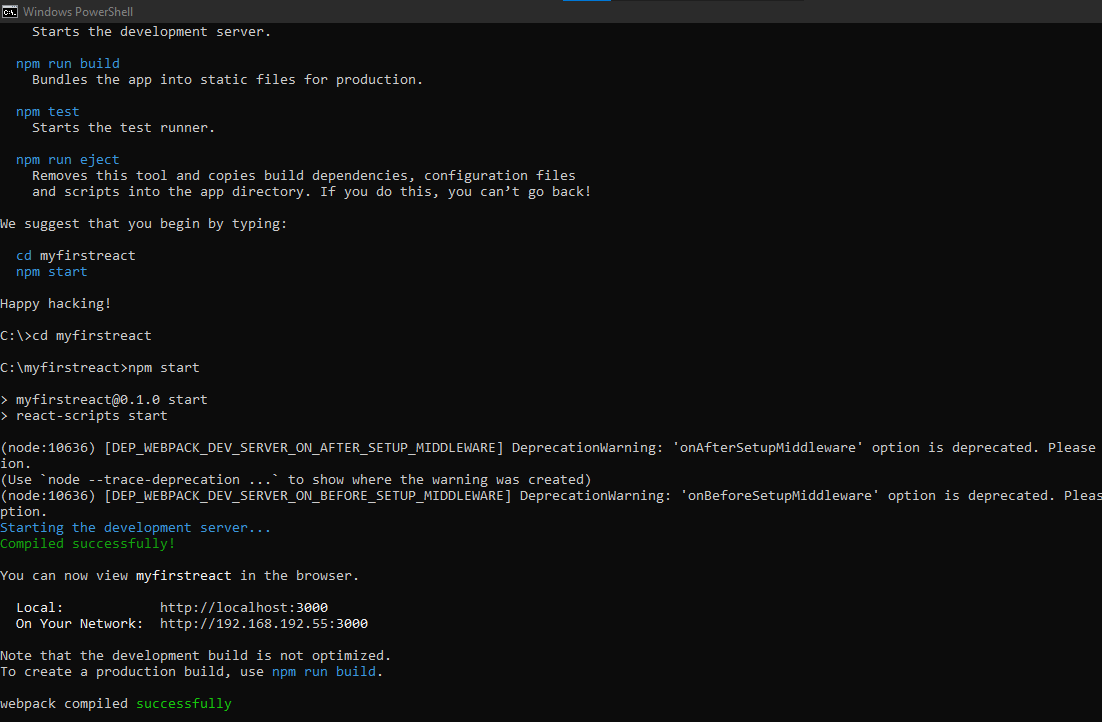 Windows PowerShell
Starts the development server.
npm run build
Bundles the app into static files for production.
npm test
Starts the test runner.
npm run eject
Removes this tool and copies build dependencies, configuration files
and scripts into the app directory. If you do this, you can’t go back!
We suggest that you begin by typing:
cd myfirstreact
npm start
Happy hacking!
C:\>cd myfirstreact
C:\myfirstreact>npm start
> myfirstreact@0.1.0 start
> react-scripts start
(node:10636) [DEP_WEBPACK_DEV_SERVER_ON_AFTER_SETUP_MIDDLEWARE] DeprecationWarning: 'onAfterSetupMiddleware' option is deprecated. Please
ion.
(Use `node --trace-deprecation ...` to show where the warning was created)
(node:10636) [DEP_WEBPACK_DEV_SERVER_ON_BEFORE_SETUP_MIDDLEWARE] DeprecationWarning: 'onBeforeSetupMiddleware' option is deprecated. Pleas
ption.
Starting the development server...
Compiled successfully!
You can now view myfirstreact in the browser.
Local: http://localhost:3000
On Your Network: http://192.168.192.55:3000
Note that the development build is not optimized.
To create a production build, use npm run build.
webpack compiled successfully